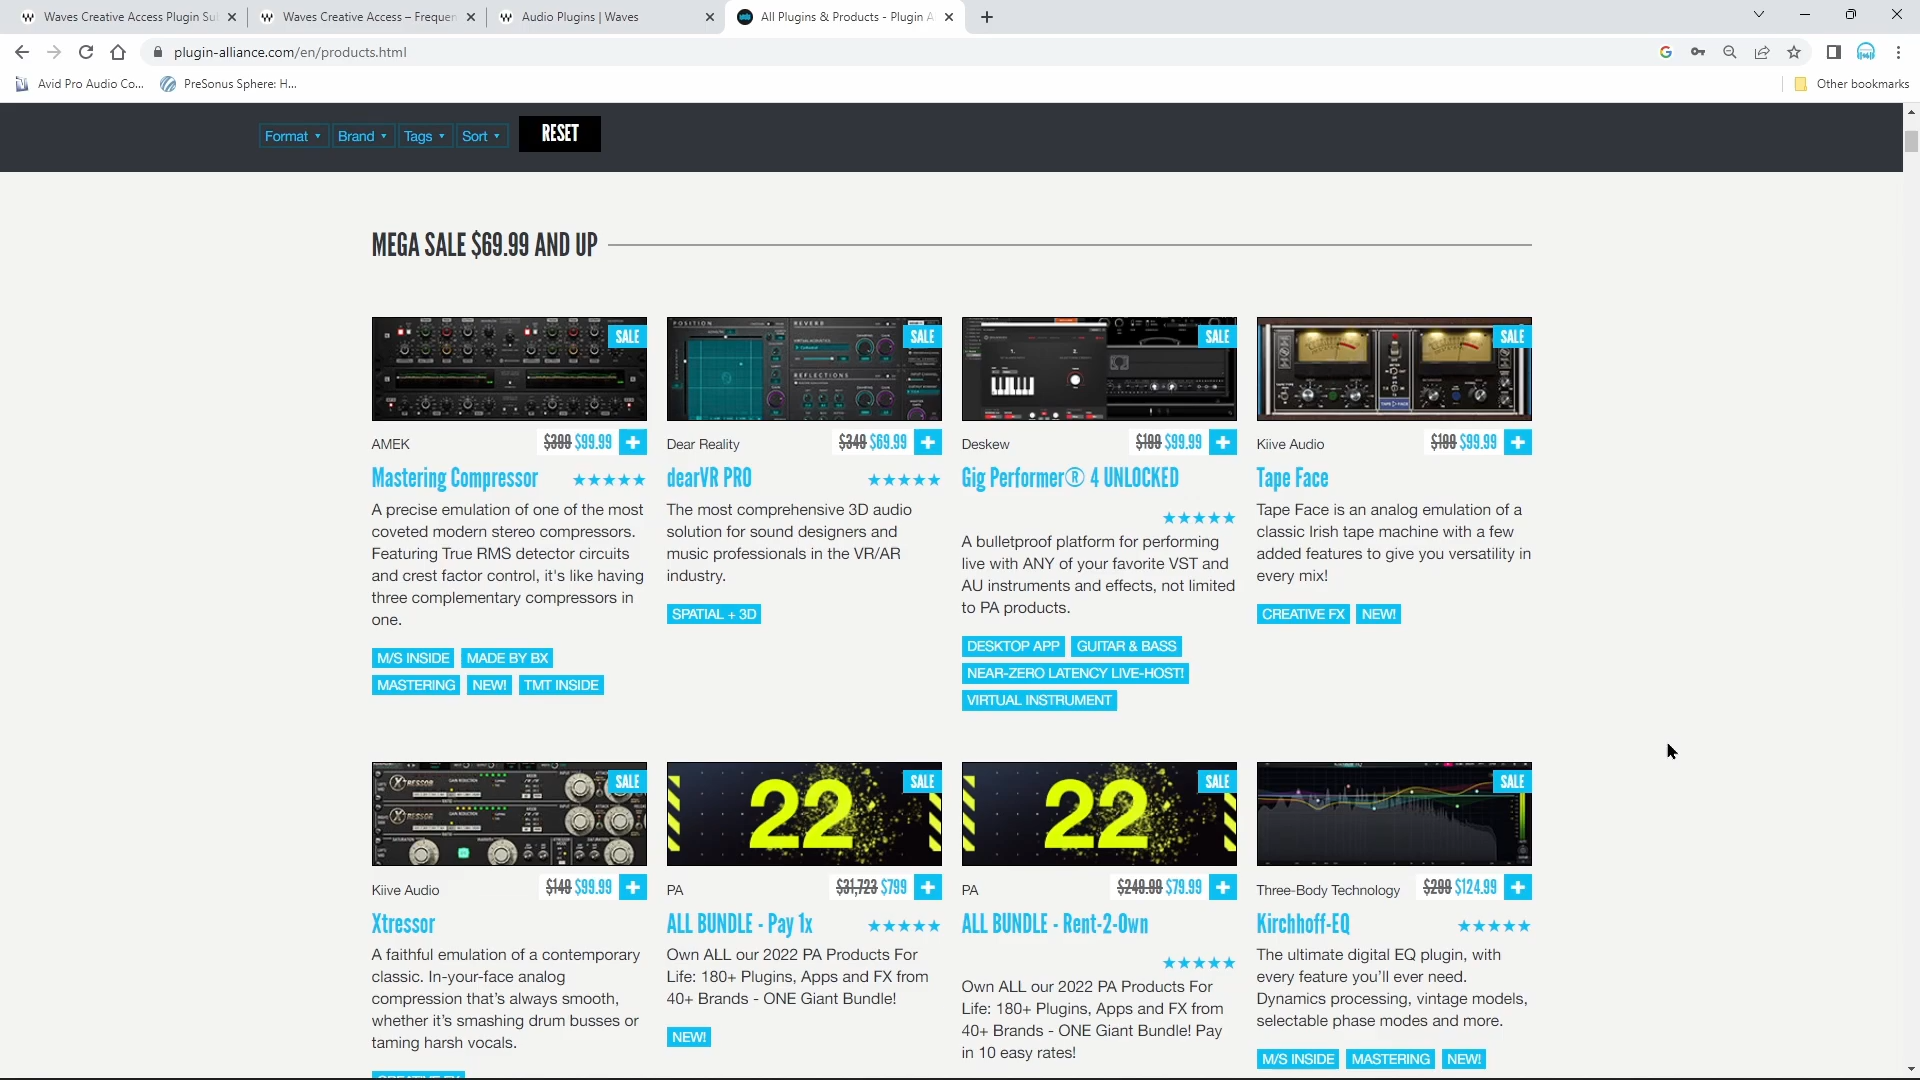 Waves Creative Access Plugin Su
Waves Creative Access – Frequen
Audio Plugins | Waves
All Plugins & Products - Plugin A
plugin-alliance.com/en/products.html
Avid Pro Audio Co...
PreSonus Sphere: H...
Other bookmarks
Format
Brand
Tags
Sort
RESET
MEGA SALE $69.99 AND UP
SALE
POSITION
REVERB
REFLECTIONS
SALE
SALE
SALE
AMEK
$399 $99.99
Mastering Compressor
A precise emulation of one of the most
coveted modern stereo compressors.
Featuring True RMS detector circuits
and crest factor control, it's like having
three complementary compressors in
one.
M/S INSIDE
MADE BY BX
MASTERING
NEW!
TMT INSIDE
Dear Reality
$349 $69.99
dearVR PRO
The most comprehensive 3D audio
solution for sound designers and
music professionals in the VR/AR
industry.
SPATIAL + 3D
Deskew
$199 $99.99
Gig Performer® 4 UNLOCKED
A bulletproof platform for performing
live with ANY of your favorite VST and
AU instruments and effects, not limited
to PA products.
DESKTOP APP
GUITAR & BASS
NEAR-ZERO LATENCY LIVE-HOST!
VIRTUAL INSTRUMENT
Kiive Audio
$199 $99.99
Tape Face
Tape Face is an analog emulation of a
classic Irish tape machine with a few
added features to give you versatility in
every mix!
CREATIVE FX
NEW!
XTRESSOR
XTRESSOR
SALE
22
SALE
22
SALE
SALE
Kiive Audio
$149 $99.99
Xtressor
A faithful emulation of a contemporary
classic. In-your-face analog
compression that's always smooth,
whether it's smashing drum busses or
taming harsh vocals.
CREATIVE FX
PA
$31,723 $799
ALL BUNDLE - Pay 1x
Own ALL our 2022 PA Products For
Life: 180+ Plugins, Apps and FX from
40+ Brands - ONE Giant Bundle!
NEW!
PA
$249.99 $79.99
ALL BUNDLE - Rent-2-Own
Own ALL our 2022 PA Products For
Life: 180+ Plugins, Apps and FX from
40+ Brands - ONE Giant Bundle! Pay
in 10 easy rates!
Three-Body Technology
$299 $124.99
Kirchhoff-EQ
The ultimate digital EQ plugin, with
every feature you'll ever need.
Dynamics processing, vintage models,
selectable phase modes and more.
M/S INSIDE
MASTERING
NEW!